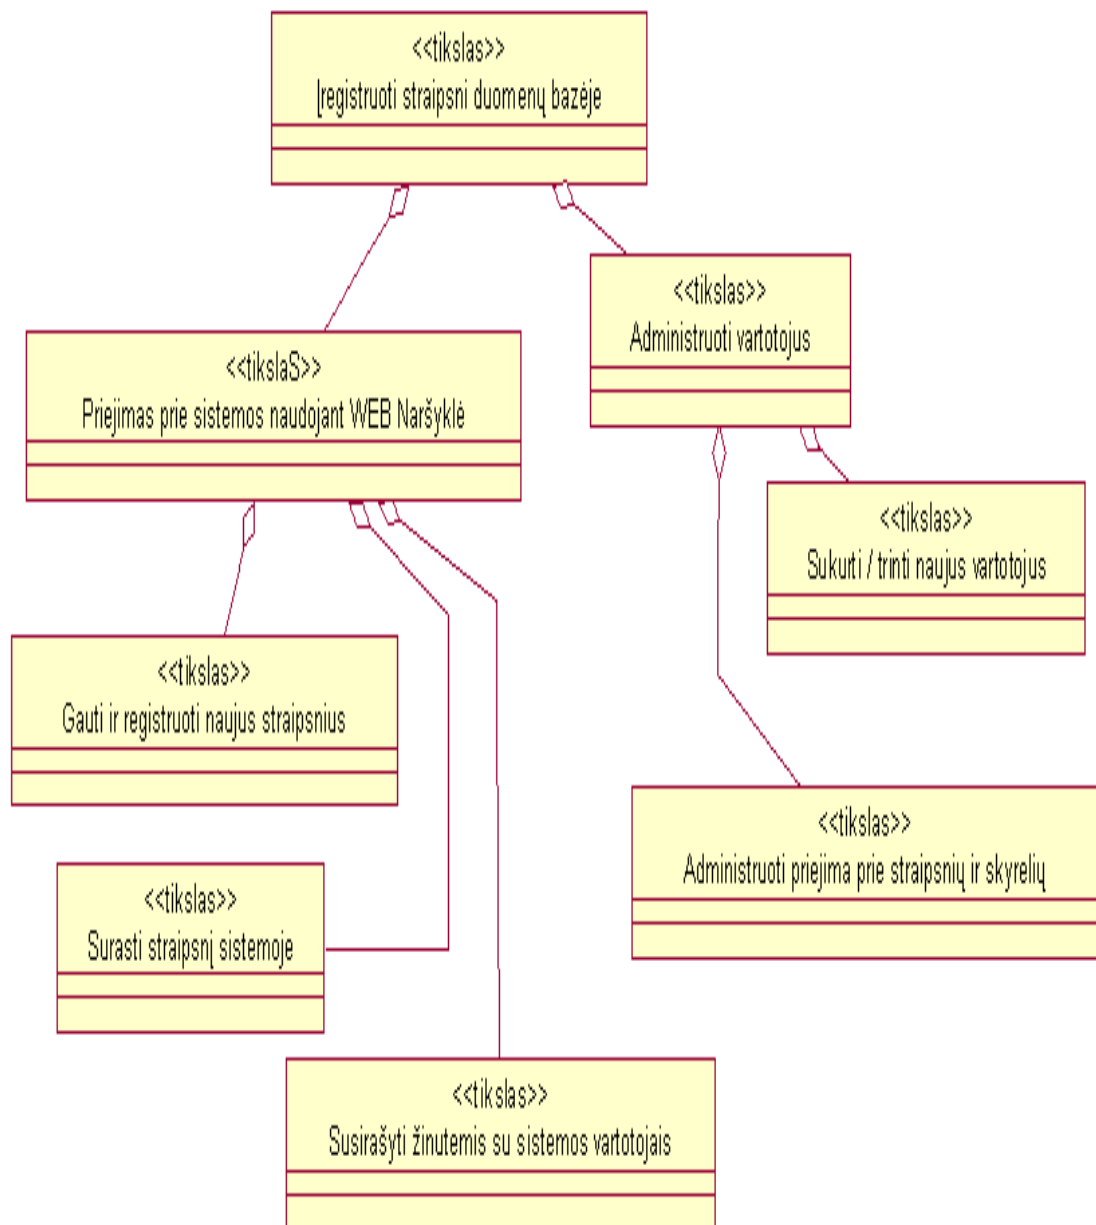 <<tikslas>>
Įregistruoti straipsni duomenų bazėje
<<tikslas>>
Administruoti vartotojus
<<tikslaS>>
Priejimas prie sistemos naudojant WEB Naršyklė
<<tikslas>>
Sukurti / trinti naujus vartotojus
<<tikslas>>
Gauti ir registruoti naujus straipsnius
<<tikslas>>
Administruoti priejima prie straipsnių ir skyrelių
<<tikslas>>
Surasti straipsnį sistemoje
<<tikslas>>
Susirašyti žinutemis su sistemos vartotojais